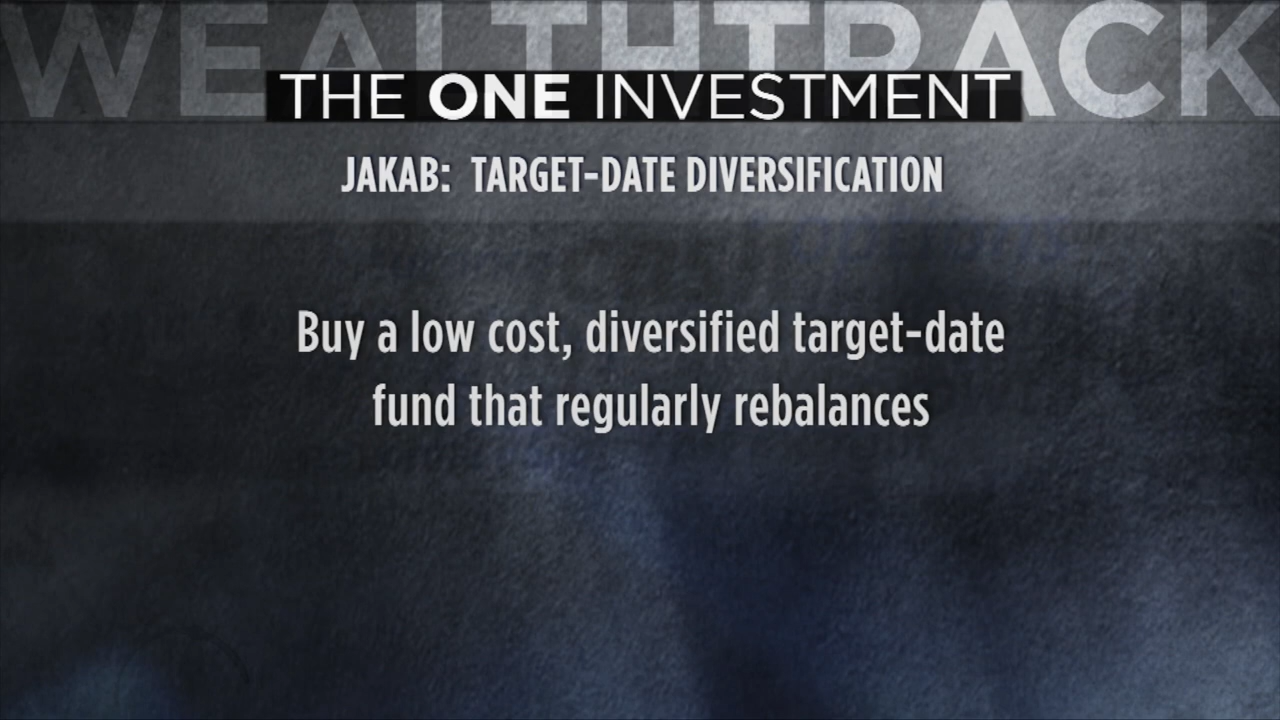 WEALTHTRACK
THE ONE INVESTMENT
JAKAB: TARGET-DATE DIVERSIFICATION
Buy a low cost, diversified target-date
fund that regularly rebalances